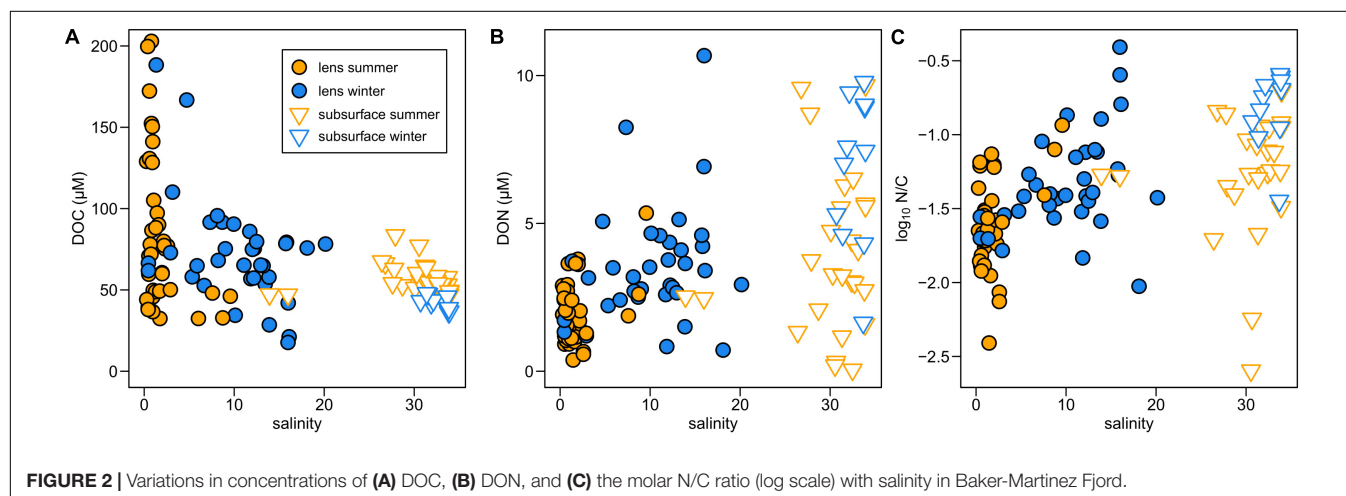 A
200
150
100
50
0
DOC (µM)
0
10
20
30
salinity
lens summer
lens winter
subsurface summer
subsurface winter
B
10
5
0
DON (µM)
0
10
20
30
salinity
C
−0.5
−1.0
−1.5
−2.0
−2.5
log10 N/C
0
10
20
30
salinity
FIGURE 2 | Variations in concentrations of (A) DOC, (B) DON, and (C) the molar N/C ratio (log scale) with salinity in Baker-Martinez Fjord.